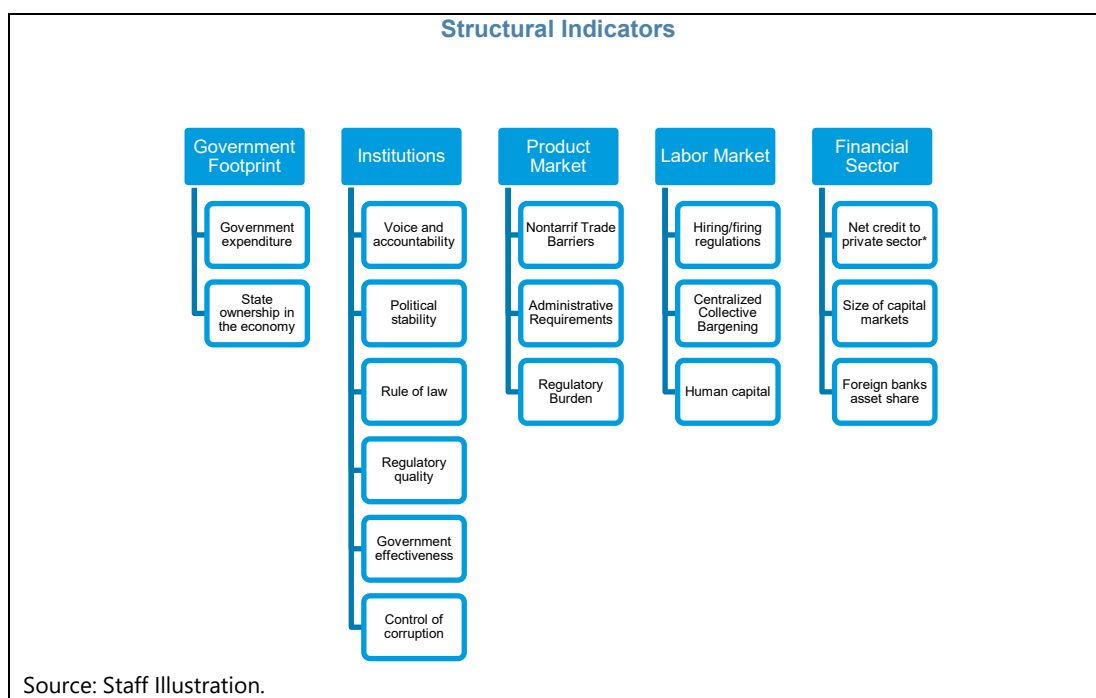 Structural Indicators
Government
Footprint
Government
expenditure
State
ownership in
the economy
Institutions
Voice and
accountability
Political
stability
Rule of law
Regulatory
quality
Government
effectiveness
Control of
corruption
Product
Market
Nontarrif Trade
Barriers
Administrative
Requirements
Regulatory
Burden
Labor Market
Hiring/firing
regulations
Centralized
Collective
Bargening
Human capital
Financial
Sector
Net credit to
private sector*
Size of capital
markets
Foreign banks
asset share
Source: Staff Illustration.